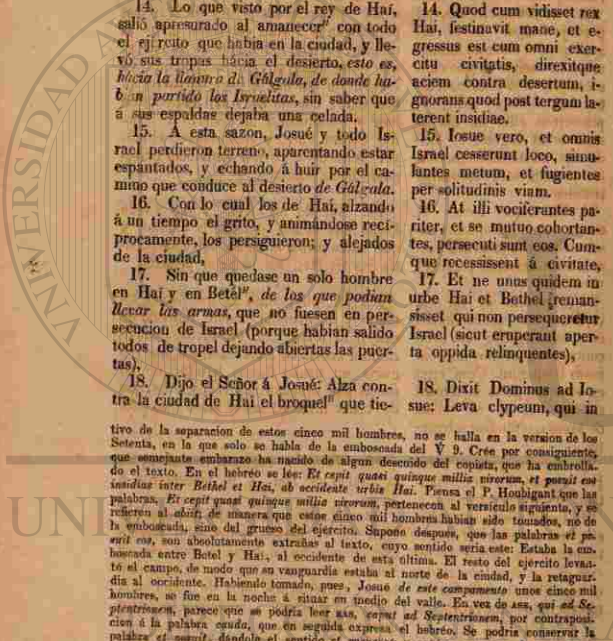 14. Lo que visto por el rey de Haí,
salió apresurado al amanecer" con todo
el ejército que habia en la ciudad, y lle-
vó sus tropas hácia el desierto, esto es,
hácia la llanura de Gálgala, de donde ha-
bian partido los Israelitas, sin saber que
á sus espaldas dejaba una celada.
15. A esta sazon, Josué y todo Is-
rael perdieron terreno, aparentando estar
espantados, y echando á huir por el ca-
mino que conduce al desierto de Gálgala.
16. Con lo cual los de Haí, alzando
á un tiempo el grito, y animándose recí-
procamente, los persiguieron; y alejados
de la ciudad,
17. Sin que quedase un solo hombre
en Haí y en Betél", de los que podian
llevar las armas, que no fuesen en per-
secucion de Israel (porque habian salido
todos de tropel dejando abiertas las puer-
tas),
18. Dijo el Señor á Josué: Alza con-
tra la ciudad de Hai el broquel" que tie-
14. Quod cum vidisset rex
Hai, festinavit mane, et e-
gressus est cum omni exer-
citu civitatis, direxitque
aciem contra desertum, i-
gnorans quod post tergum la-
terent insidiae.
15. Iosue vero, et omnis
Israel cesserunt loco, simu-
lantes metum, et fugientes
per solitudinis viam.
16. At illi vociferantes pa-
riter, et se mutuo cohortan-
tes, persecuti sunt eos. Cum-
que recessissent á civitate,
17. Et ne unus quidem in
urbe Hai et Bethel reman-
sisset qui non persequeretur
Israel (sicut eruperant aper-
ta oppida relinquentes),
18. Dixit Dominus ad Io-
sue: Leva clypeum, qui in
tivo de la separacion de estos cinco mil hombres, no se halla en la version de los
Setenta, en la que solo se habla de la emboscada del V 9. Crée por consiguiente,
que semejante embarazo ha nacido de algun descuido del copista, que ha embrolla-
do el texto. En el hebréo se lée: Et cepit quasi quinque millia virorum, et posuit eos
insidias inter Bethel et Hai, ab occidente urbis Hai. Piensa el P. Houbigant que las
palabras, Et cepit quasi quinque millia virorum, pertenecen al versículo siguiente, y se
refieren al abiit; de manera que estos cinco mil hombres habian sido tomados, no de
la emboscada, sino del grueso del ejército. Supone despues, que las palabras et po-
suit eos, son absolutamente extrañas al texto, cuyo sentido seria este: Estaba la em-
boscada entre Betel y Hai, al occidente de esta última. El resto del ejército levan-
tó el campo, de modo que su vanguardia estaba al norte de la ciudad, y la retaguar-
dia al occidente. Habiendo tomado, pues, Josué de este campamento unos cinco mil
hombres, se fue en la noche á situar en medio del valle. En vez de qui ad Se-
ptentrionem, parece que se podria leer caput ad Septentrionem, por contraposi-
cion á la palabra cauda, que en seguida expresa el hebréo. Se podria conservar la
palabra et posuit, dándole el sentido
UNI
UNIVERSIDAD